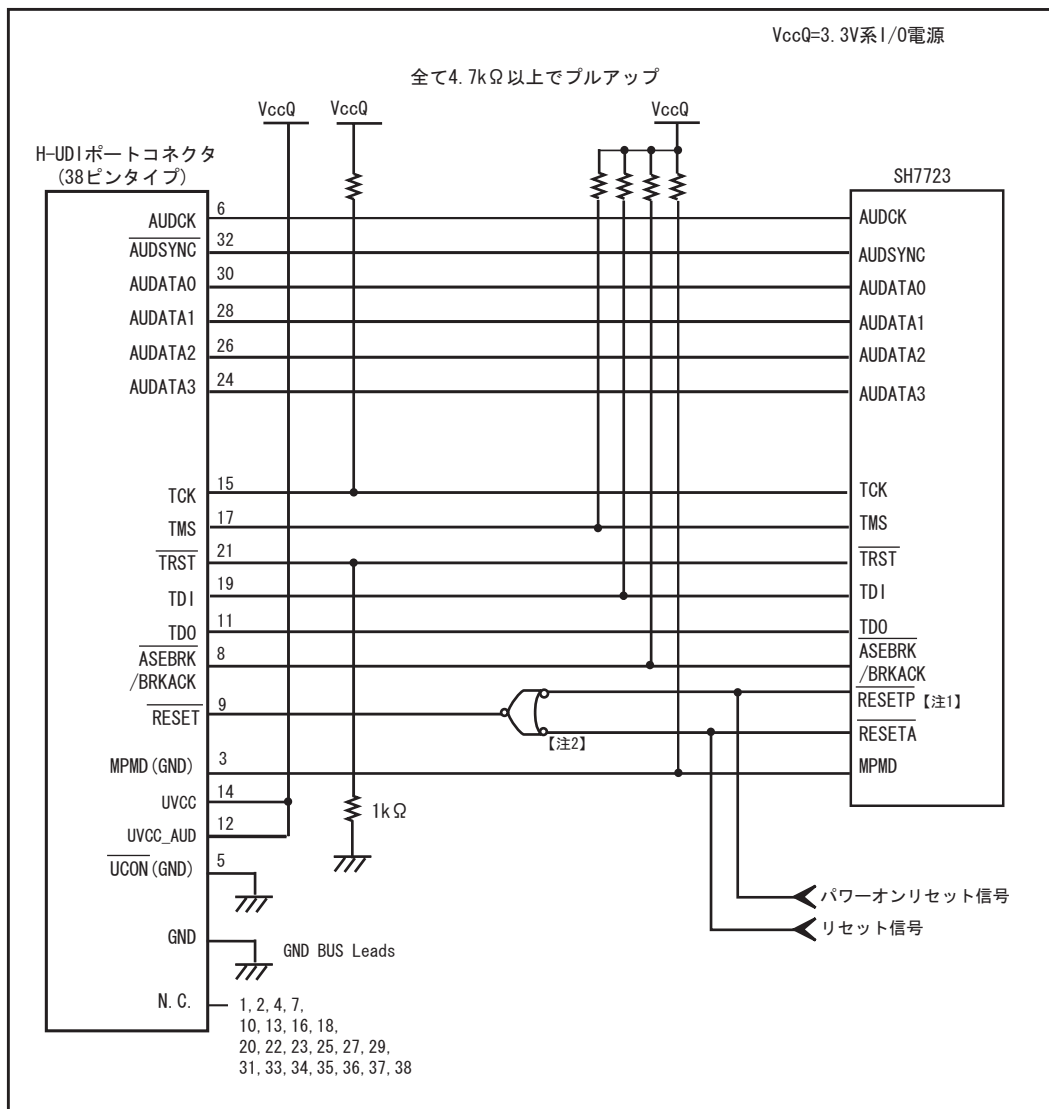 VccQ=3.3V系I/O電源
全て4.7kΩ以上でプルアップ
VccQ
VccQ
VccQ
H-UDIポートコネクタ
(38ピンタイプ)
SH7723
AUDCK
6
AUDCK
AUDSYNC
32
AUDSYNC
AUDATA0
30
AUDATA0
AUDATA1
28
AUDATA1
AUDATA2
26
AUDATA2
AUDATA3
24
AUDATA3
TCK
15
TCK
TMS
17
TMS
TRST
21
TRST
TDI
19
TDI
TDO
11
TDO
ASEBRK
/BRKACK
8
ASEBRK
/BRKACK
RESET
9
【注2】
RESETP【注1】
RESETA
MPMD(GND)
3
MPMD
UVCC
14
1kΩ
UVCC_AUD
12
UCON(GND)
5
パワーオンリセット信号
リセット信号
GND
GND BUS Leads
N.C.
1, 2, 4, 7,
10, 13, 16, 18,
20, 22, 23, 25, 27, 29,
31, 33, 34, 35, 36, 37, 38